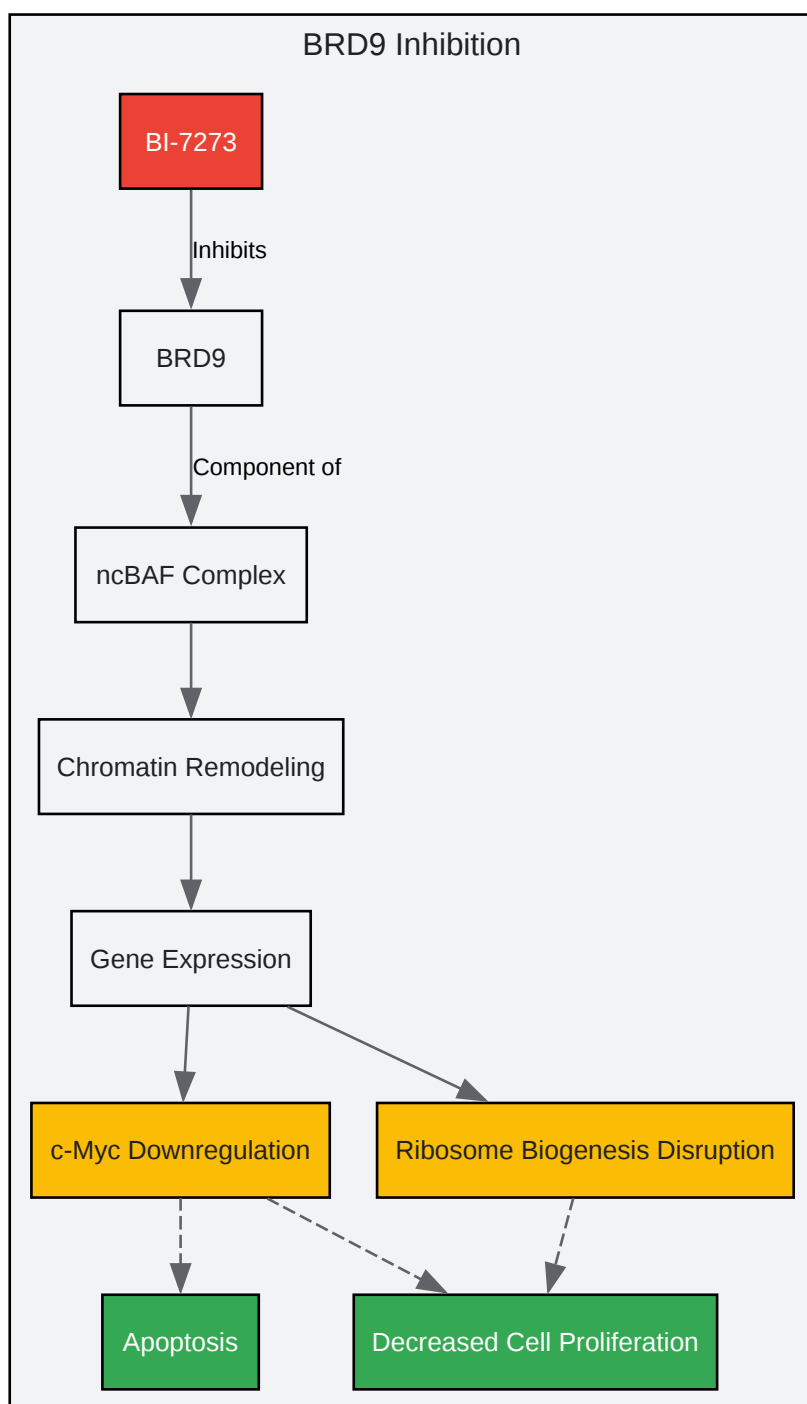 BRD9 Inhibition
BI-7273
Inhibits
BRD9
Component of
ncBAF Complex
Chromatin Remodeling
Gene Expression
c-Myc Downregulation
Ribosome Biogenesis Disruption
Apoptosis
Decreased Cell Proliferation